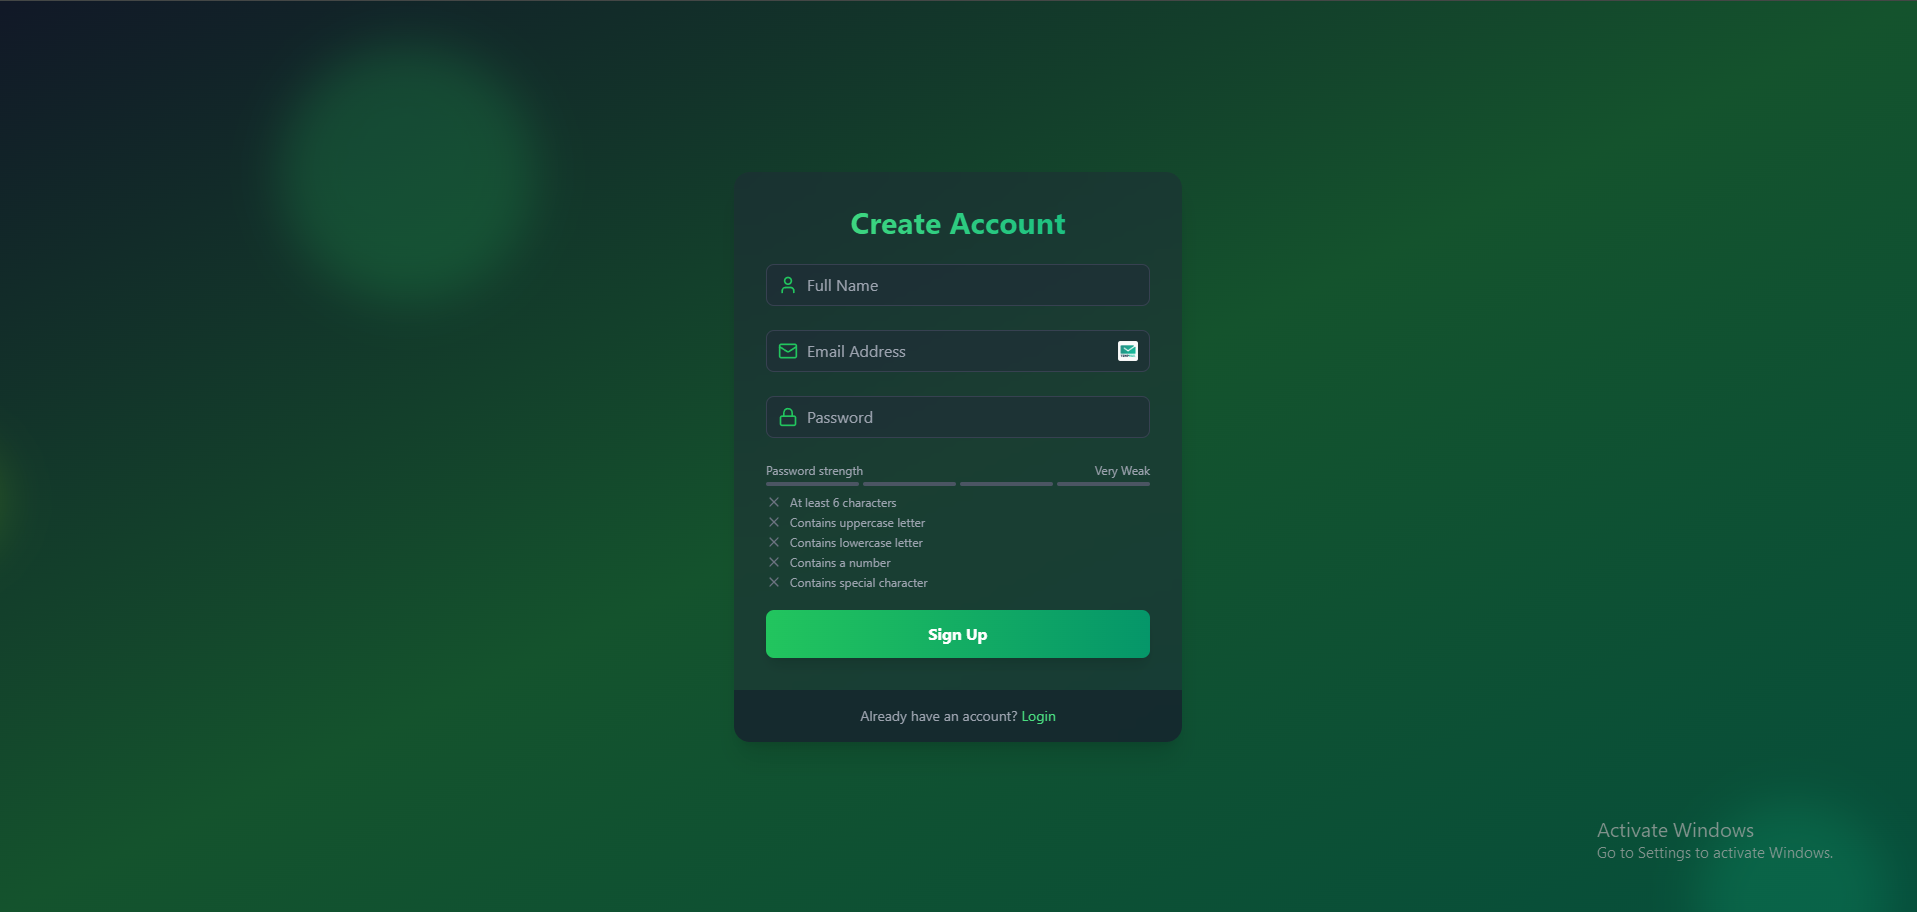 Create Account
Full Name
Email Address
Password
Password strength Very Weak
At least 6 characters
Contains uppercase letter
Contains lowercase letter
Contains a number
Contains special character
Sign Up
Already have an account? Login
Activate Windows
Go to Settings to activate Windows.